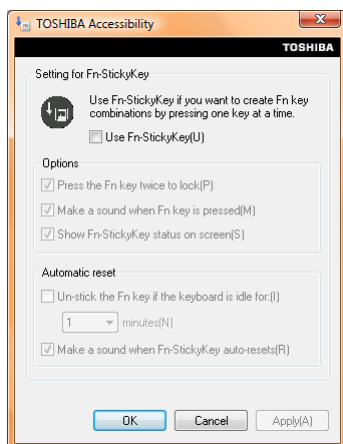 TOSHIBA Accessibility
TOSHIBA
Setting for Fn-StickyKey
Use Fn-StickyKey if you want to create Fn key
combinations by pressing one key at a time.
Use Fn-StickyKey(U)
Options
Press the Fn key twice to lock(P)
Make a sound when Fn key is pressed(M)
Show Fn-StickyKey status on screen(S)
Automatic reset
Un-stick the Fn key if the keyboard is idle for:(I)
1 minutes(N)
Make a sound when Fn-StickyKey auto-resets(R)
OK Cancel Apply(A)